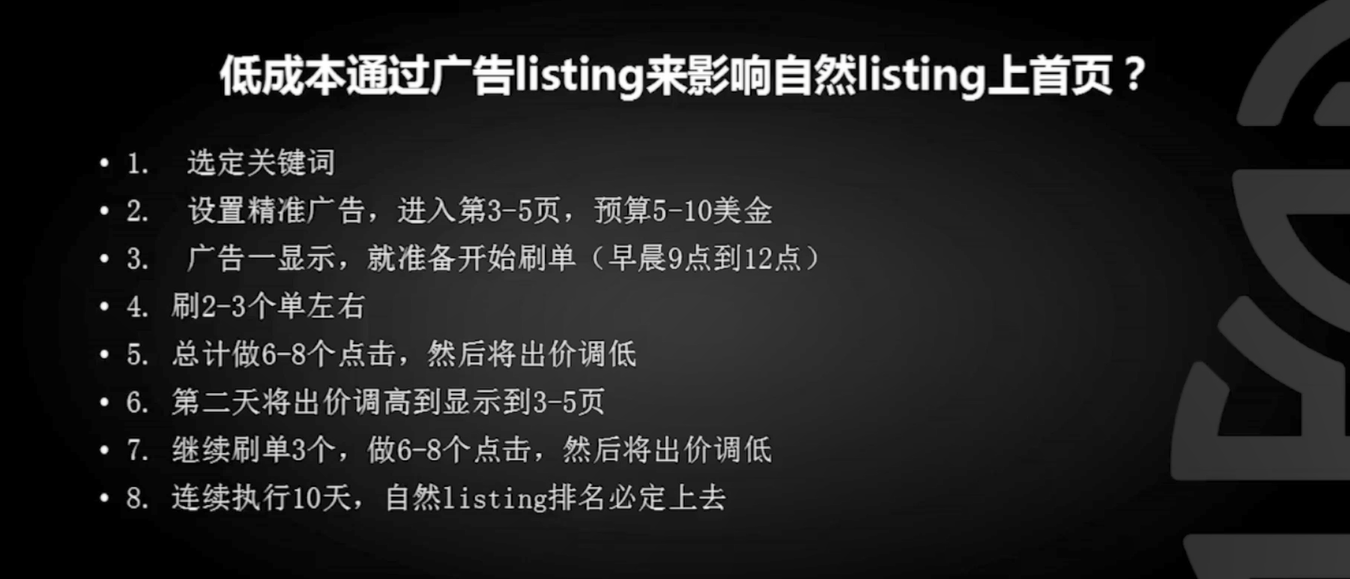 低成本通过广告listing来影响自然listing上首页？
• 1. 选定关键词
• 2. 设置精准广告，进入第3-5页，预算5-10美金
• 3. 广告一显示，就准备开始刷单（早晨9点到12点）
• 4. 刷2-3个单左右
• 5. 总计做6-8个点击，然后将出价调低
• 6. 第二天将出价调高到显示到3-5页
• 7. 继续刷单3个，做6-8个点击，然后将出价调低
• 8. 连续执行10天，自然listing排名必定上去